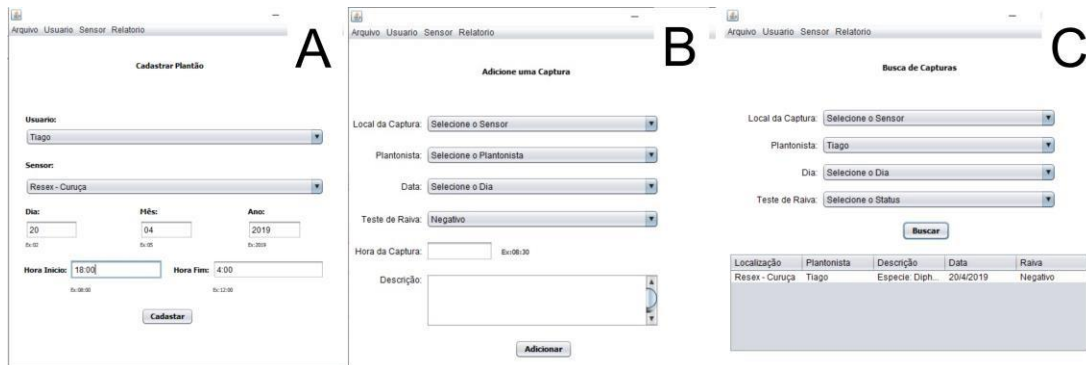 Arquivo Usuario Sensor Relatorio
A
Cadastrar Plantão
Usuario:
Tiago
Sensor:
Resex - Curuça
Dia: Mês: Ano:
20 04 2019
Ex:02 Ex:05 Ex:2019
Hora Inicio: 18:00 Hora Fim: 4:00
Ex:08:00 Ex:12:00
Cadastar
Arquivo Usuario Sensor Relatorio
B
Adicione uma Captura
Local da Captura: Selecione o Sensor
Plantonista: Selecione o Plantonista
Data: Selecione o Dia
Teste de Raiva: Negativo
Hora da Captura: Ex:08:30
Descrição:
Adicionar
Arquivo Usuario Sensor Relatorio
C
Busca de Capturas
Local da Captura: Selecione o Sensor
Plantonista: Tiago
Dia: Selecione o Dia
Teste de Raiva: Selecione o Status
Buscar
Localização Plantonista Descrição Data Raiva
Resex - Curuça Tiago Especie: Diph... 20/4/2019 Negativo